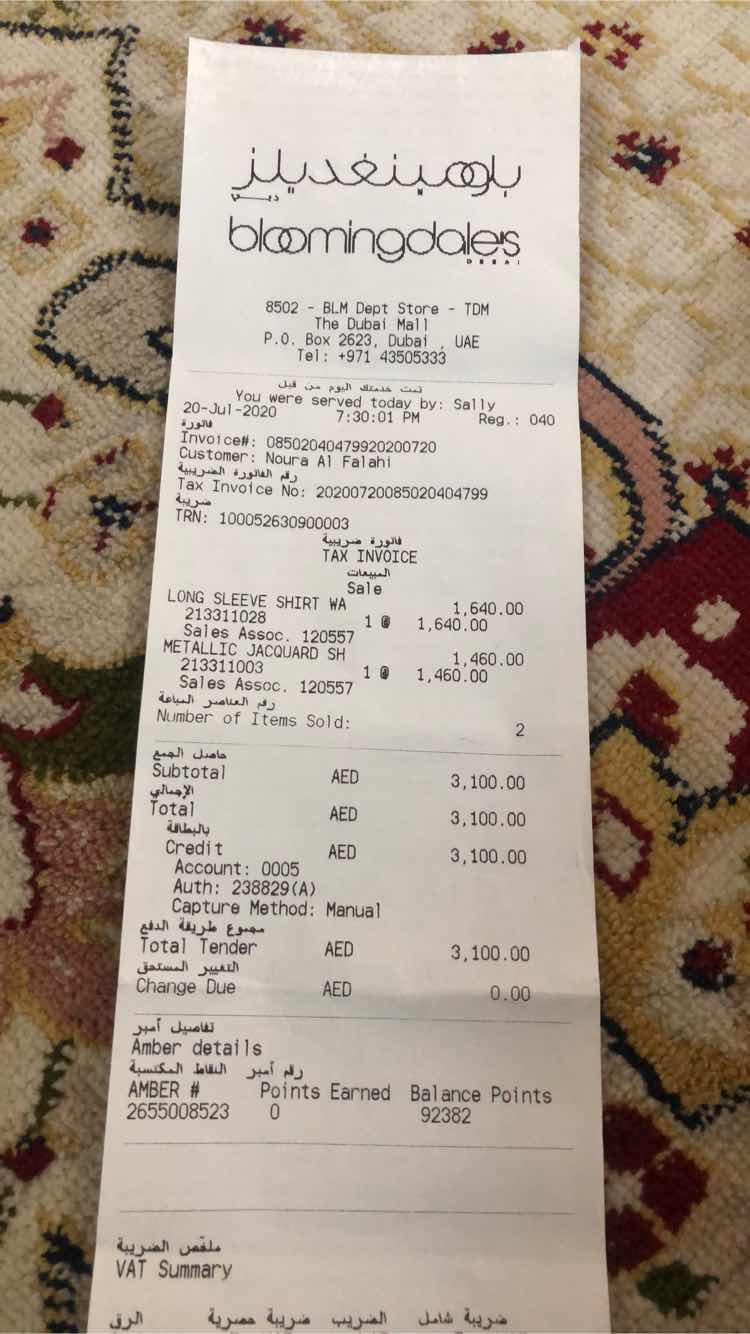 بلومينغديلز
دبي
bloomingdale's
DUBAI
8502 - BLM Dept Store - TDM
The Dubai Mall
P.O. Box 2623, Dubai , UAE
Tel: +971 43505333
تمت خدمتك اليوم من قبل
You were served today by: Sally
20-Jul-2020 7:30:01 PM Reg.: 040
فاتورة
Invoice#: 08502040479920200720
Customer: Noura Al Falahi
رقم الفاتورة الضريبية
Tax Invoice No: 20200720085020404799
ضريبة
TRN: 100052630900003
فاتورة ضريبية
TAX INVOICE
المبيعات
Sale
LONG SLEEVE SHIRT WA 1,640.00
213311028 1 @ 1,640.00
Sales Assoc. 120557
METALLIC JACQUARD SH 1,460.00
213311003 1 @ 1,460.00
Sales Assoc. 120557
رقم العناصر المباعة
Number of Items Sold: 2
حاصل الجمع
Subtotal AED 3,100.00
الإجمالي
Total AED 3,100.00
بالبطاقة
Credit AED 3,100.00
Account: 0005
Auth: 238829(A)
Capture Method: Manual
مجموع طريقة الدفع
Total Tender AED 3,100.00
التغيير المستحق
Change Due AED 0.00
تفاصيل أمبر
Amber details
رقم أمبر النقاط المكتسبة
AMBER # Points Earned Balance Points
2655008523 0 92382
ملخص الضريبة
VAT Summary
الرق ضريبة حصرية الضريب ضريبة شامل